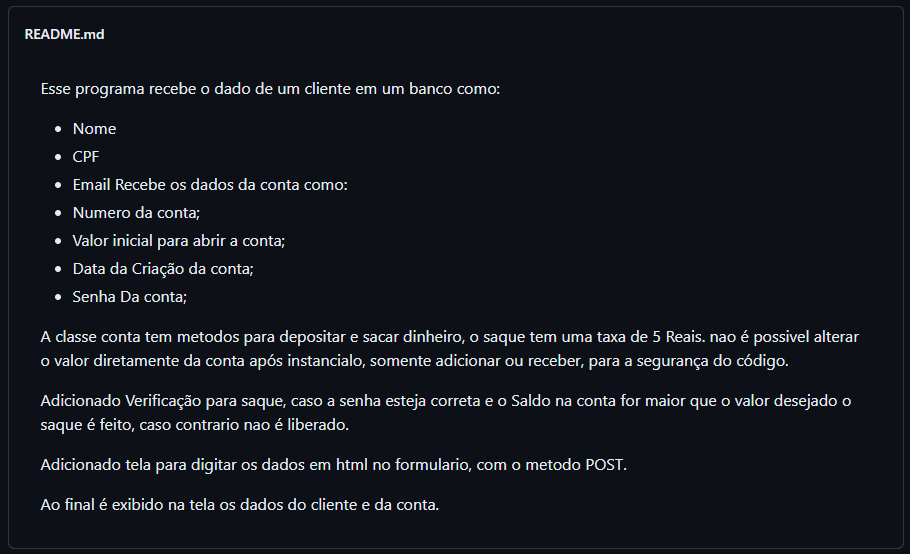 README.md
Esse programa recebe o dado de um cliente em um banco como:
Nome
CPF
Email Recebe os dados da conta como:
Numero da conta;
Valor inicial para abrir a conta;
Data da Criação da conta;
Senha Da conta;
A classe conta tem metodos para depositar e sacar dinheiro, o saque tem uma taxa de 5 Reais. nao é possivel alterar
o valor diretamente da conta após instancialo, somente adicionar ou receber, para a segurança do código.
Adicionado Verificação para saque, caso a senha esteja correta e o Saldo na conta for maior que o valor desejado o
saque é feito, caso contrario nao é liberado.
Adicionado tela para digitar os dados em html no formulario, com o metodo POST.
Ao final é exibido na tela os dados do cliente e da conta.